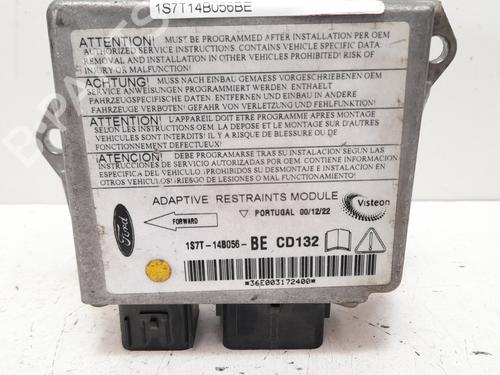 1S7T14BU056BE
ATTENTION! MUST BE PROGRAMMED AFTER INSTALLATION PER OEM
AUTHORIZED SERVICE INSTRUCTIONS. CONTAINS VEHICLE SPECIFIC DATA.
REMOVAL AND INSTALLATION IN OTHER VEHICLES PROHIBITED! RISK OF
INJURY OR MALFUNCTION!
ACHTUNG! MUSS NACH EINBAU GEMAESS VORGESCHRIEBENEN OEM
SERVICE ANWEISUNGEN PROGRAMMIERT WERDEN. ENTHAELT
FAHRZEUGSPEZIFISCHE DATEN. ENTFERNEN UND EINBAU IN ANDERE
FAHRZEUGE VERBOTEN! GEFAHR VON VERLETZUNG UND FEHLFUNKTION!
ATTENTION! L'APPAREIL DOIT ETRE PROGRAMME APRES MONTAGE
SELON LES INSTRUCTIONS OEM. LA DEPOSE ET LE MONTAGE SUR D'AUTRES
VEHICULES SONT INTERDITS! IL Y A RISQUE DE BLESSURE OU DE
FONCTIONNEMENT DEFECTUEUX!
ATENCION! DEBE PROGRAMARSE TRAS SU INSTALACION SEGUN LAS
INSTRUCCIONES DE SERVICIO AUTORIZADAS POR OEM. CONTIENE INFORMACION
ESPECIFICA DEL VEHICULO. ¡PROHIBIDO SU DESMONTAJE E INSTALACION
EN OTROS VEHICULOS! ¡RIESGO DE LESIONES O MAL FUNCIONAMIENTO!
ADAPTIVE RESTRAINTS MODULE
Ford
FORWARD
PORTUGAL 00/12/22
Visteon
1S7T-14B056-BE CD132
*36E003172400*